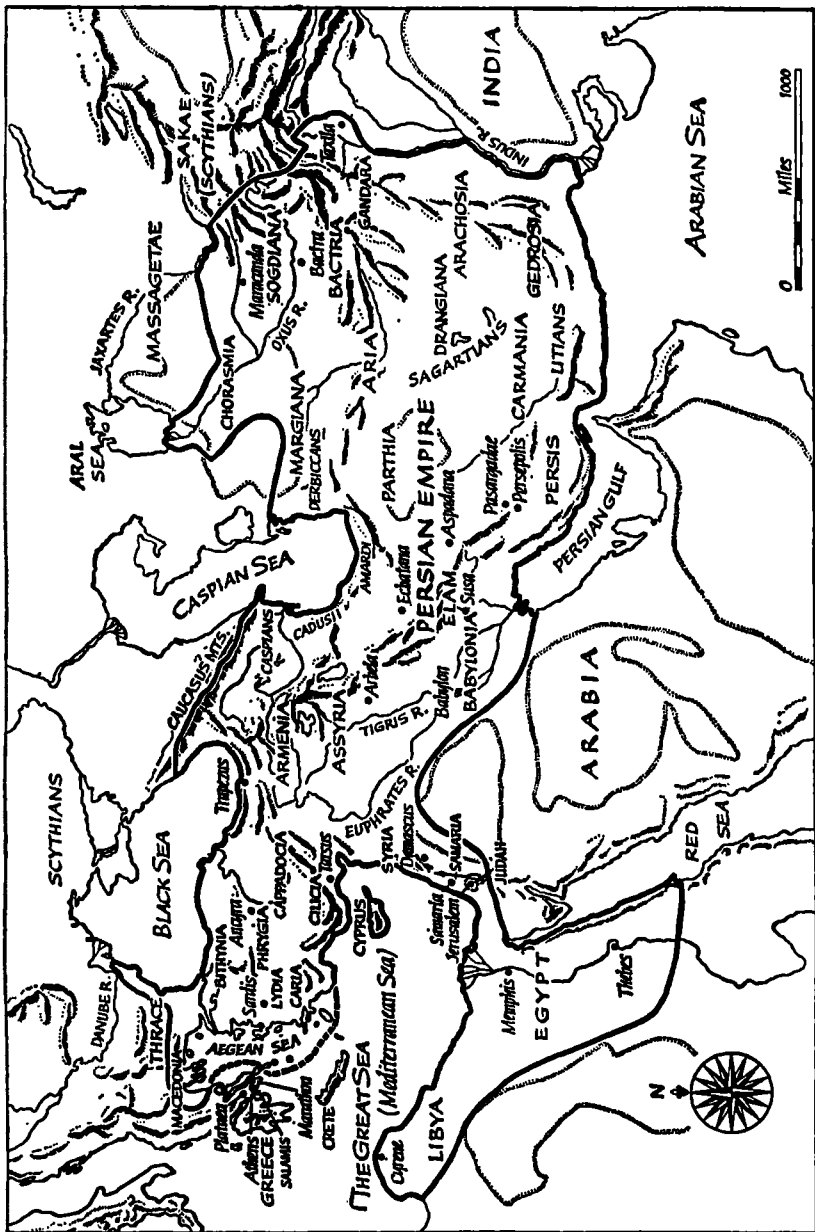 SCYTHIANS
DANUBE R.
THRACE
MACEDONIA
BLACK SEA
CAUCASUS MTS.
CASPIAN SEA
ARAL
SEA
JAXARTES R.
MASSAGETAE
SAKAE
(SCYTHIANS)
CHORASMIA
OXUS R.
Maracanda
SOGDIANA
Bactra
BACTRIA
Taxila
GANDARA
MARGIANA
DERBICCANS
ARIA
PARTHIA
AMARDI
CADUSII
CASPIANS
ARMENIA
Trapezus
BITHYNIA
Ancyra
PHRYGIA
CAPPADOCIA
Sardis
LYDIA
CARIA
CILICIA
Tarsus
AEGEAN
SEA
Plataea
Athens
GREECE
SALAMIS
Marathon
CRETE
CYPRUS
THE GREAT SEA
(Mediterranean Sea)
Cyrene
LIBYA
ASSYRIA
Arbela
TIGRIS R.
EUPHRATES R.
SYRIA
Damascus
SAMARIA
Samaria
Jerusalem
JUDAH
Babylon
BABYLONIA
Ecbatana
PERSIAN EMPIRE
ELAM
Susa
Aspadana
Pasargadae
Persepolis
PERSIS
SAGARTIANS
DRANGIANA
ARACHOSIA
CARMANIA
UTIANS
GEDROSIA
INDUS R.
INDIA
PERSIAN GULF
ARABIA
RED
SEA
Memphis
EGYPT
Thebes
ARABIAN SEA
N
0 Miles 1000